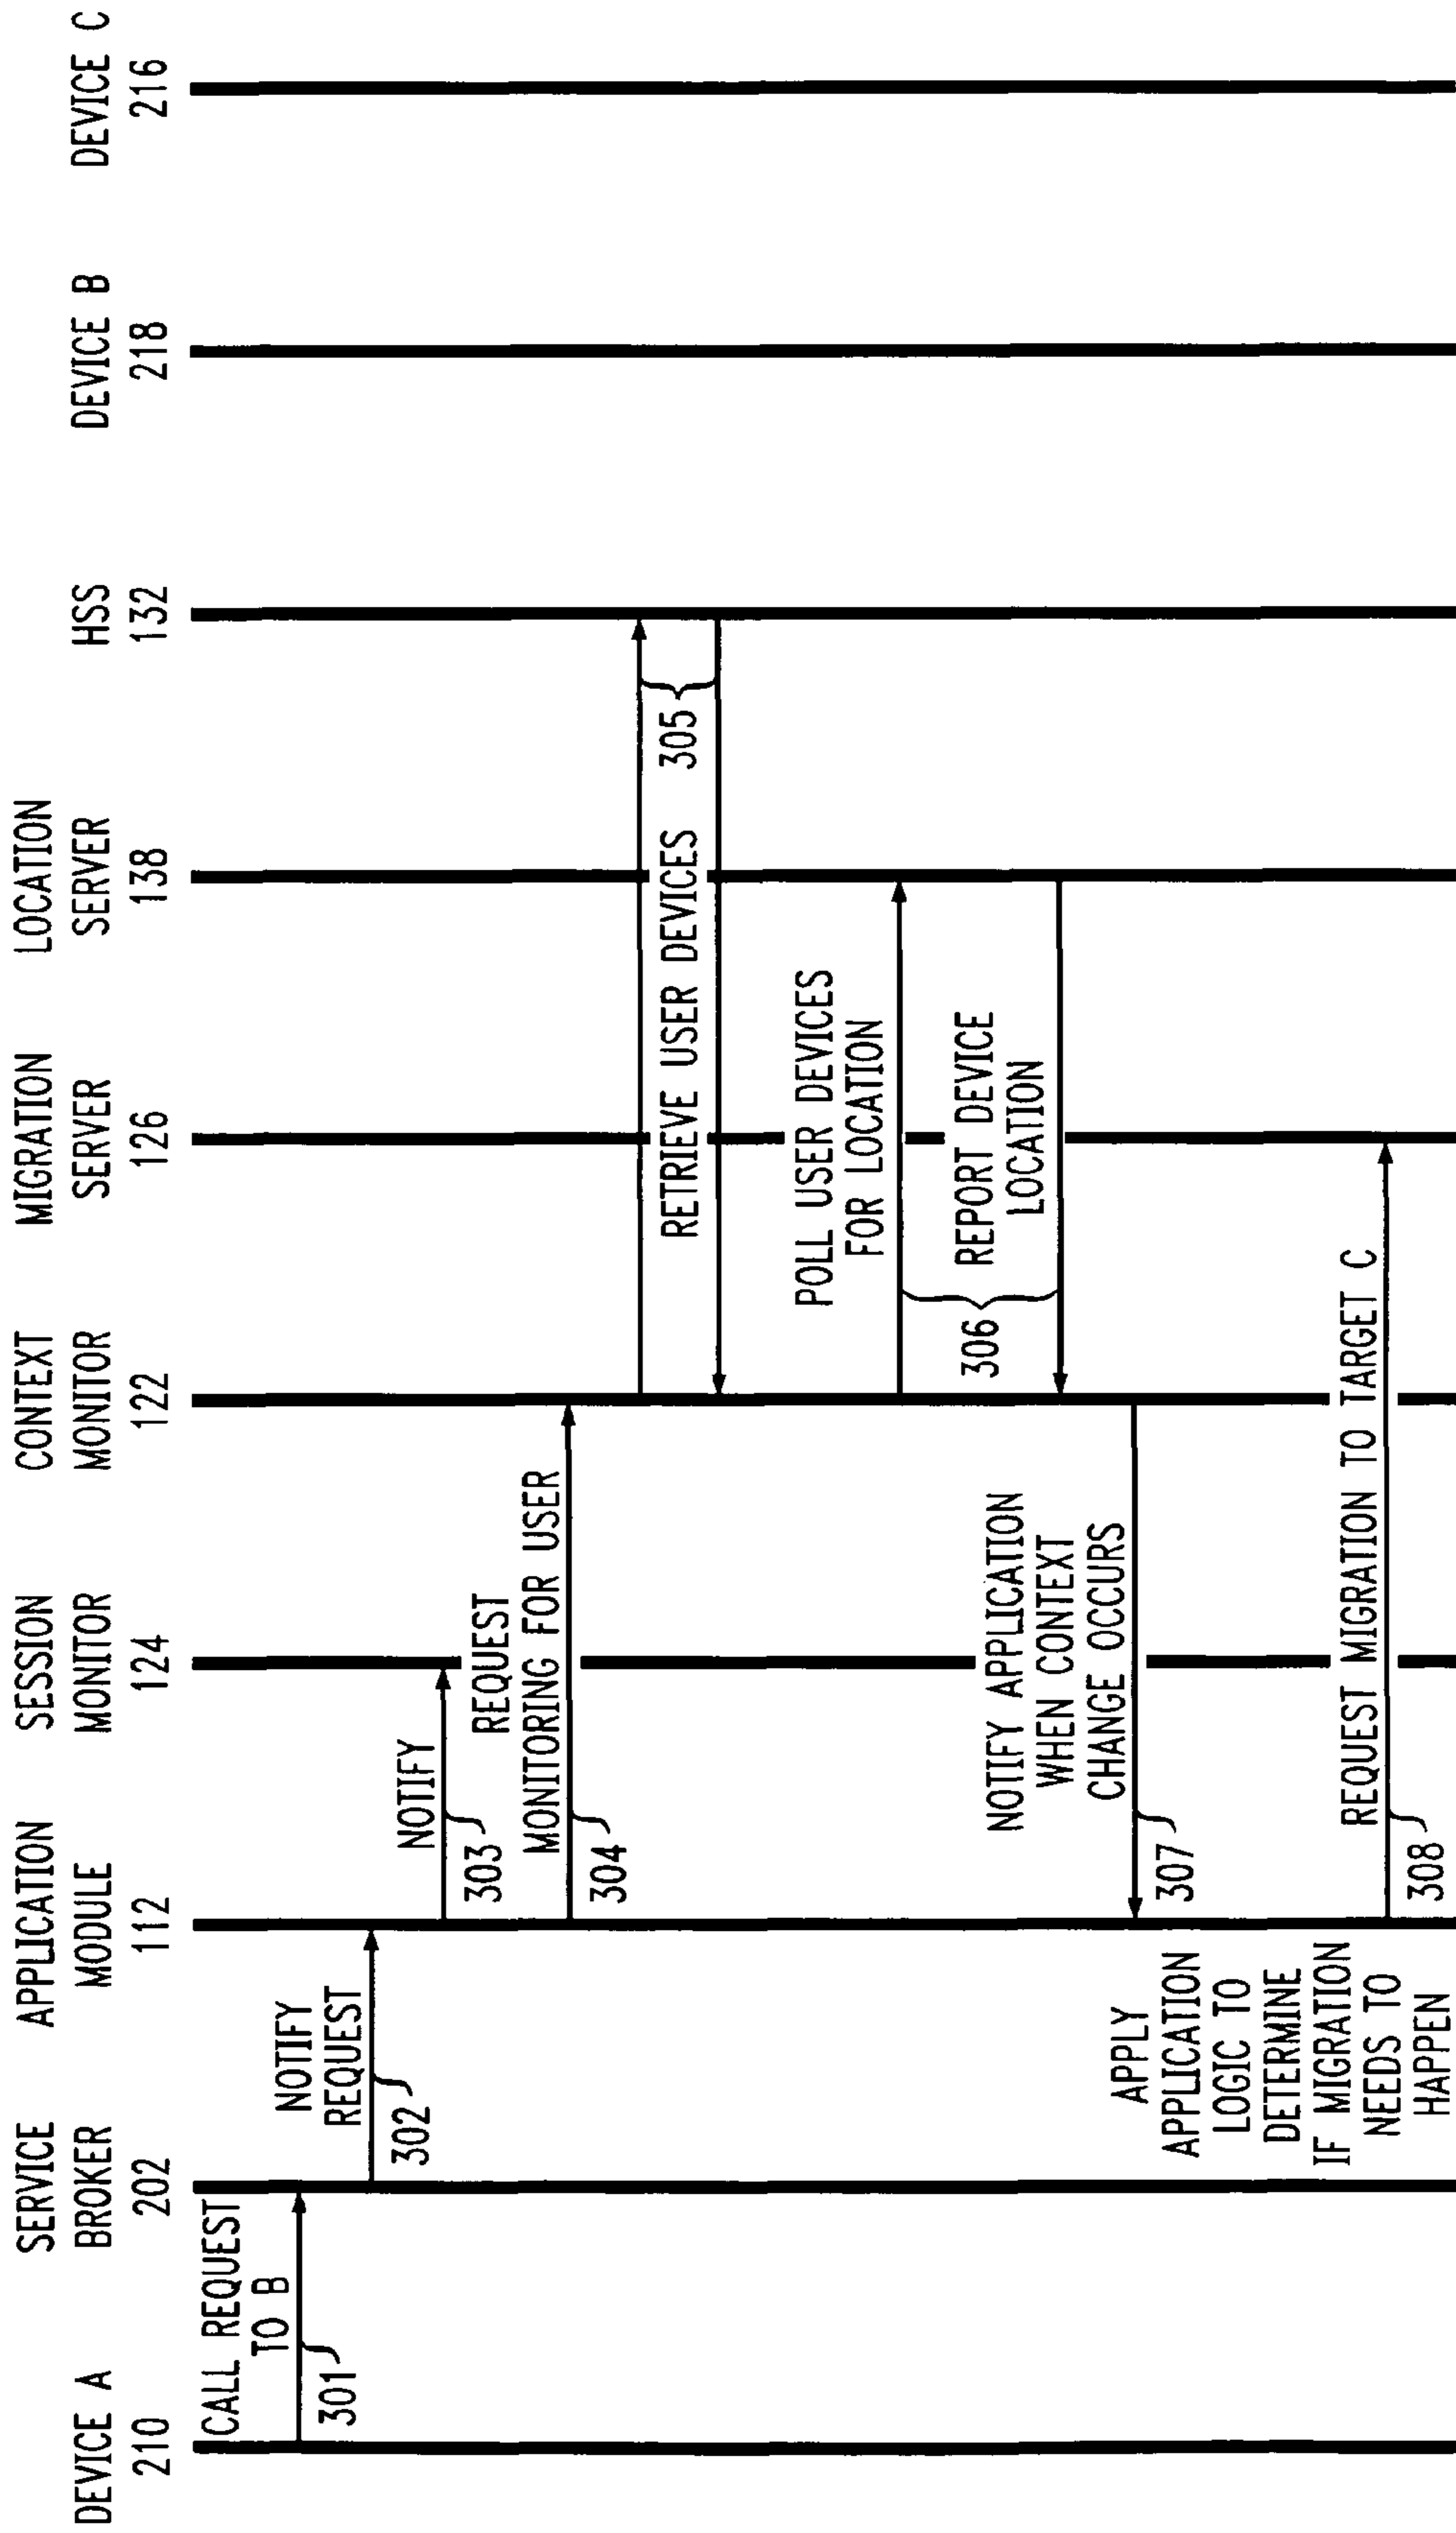 DEVICE A
210
SERVICE
BROKER
202
APPLICATION
MODULE
112
SESSION
MONITOR
124
CONTEXT
MONITOR
122
MIGRATION
SERVER
126
LOCATION
SERVER
138
HSS
132
DEVICE B
218
DEVICE C
216
CALL REQUEST
TO B
301
NOTIFY
REQUEST
302
NOTIFY
303
REQUEST
MONITORING FOR USER
304
RETRIEVE USER DEVICES
305
POLL USER DEVICES
FOR LOCATION
306
REPORT DEVICE
LOCATION
NOTIFY APPLICATION
WHEN CONTEXT
CHANGE OCCURS
307
APPLY
APPLICATION
LOGIC TO
DETERMINE
IF MIGRATION
NEEDS TO
HAPPEN
REQUEST MIGRATION TO TARGET C
308